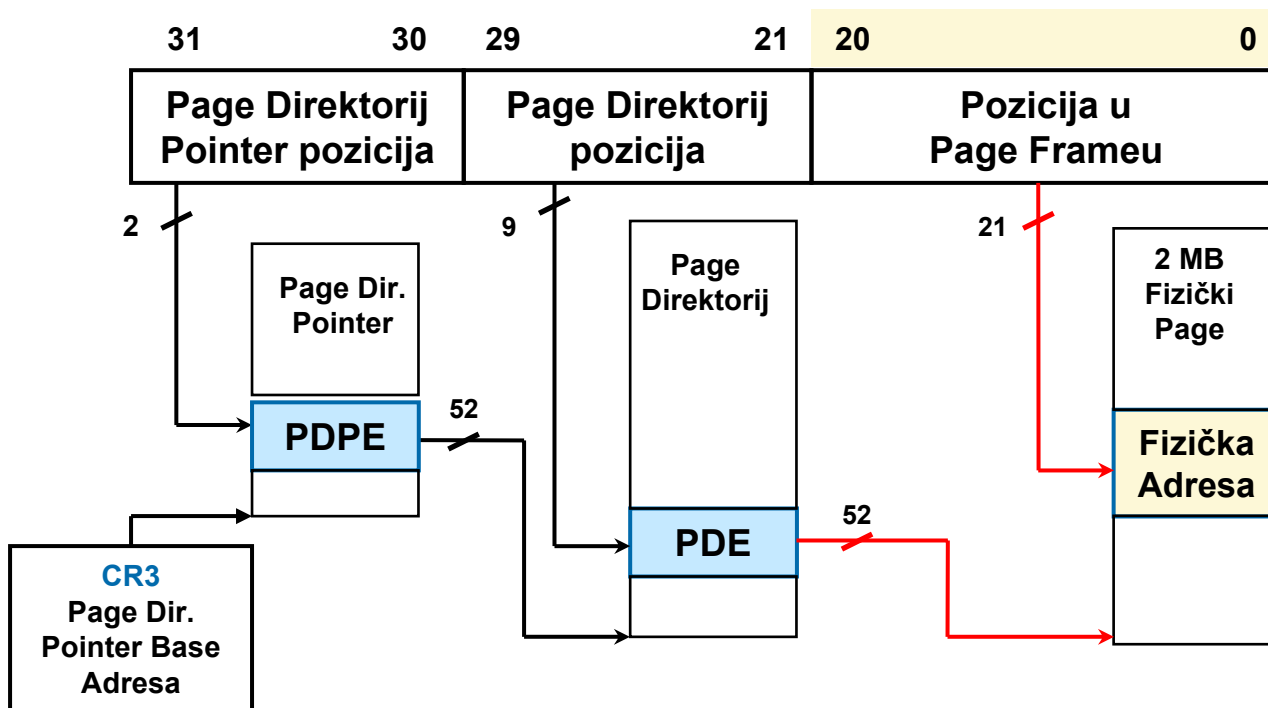 31 30 29 21 20 0
Page Direktorij
Pointer pozicija
Page Direktorij
pozicija
Pozicija u
Page Frameu
2
9
21
Page Dir.
Pointer
Page
Direktorij
2 MB
Fizički
Page
52
PDPE
Fizička
Adresa
52
PDE
CR3
Page Dir.
Pointer Base
Adresa